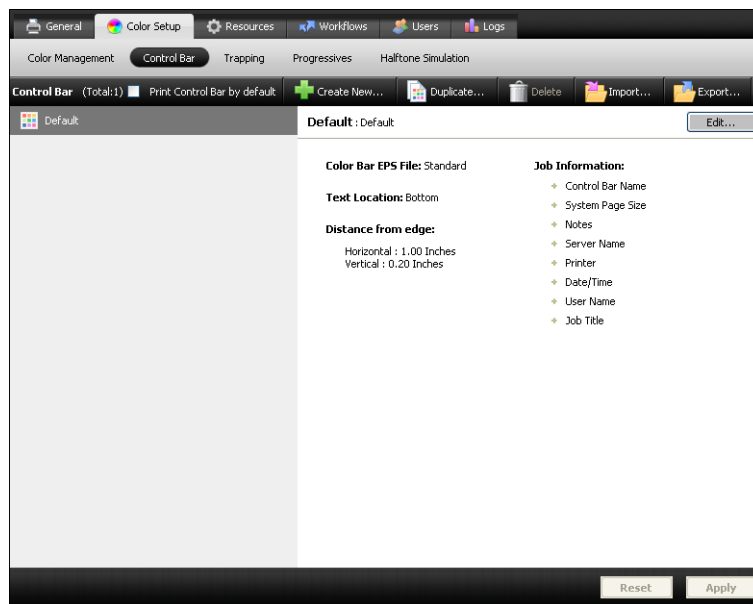 General Color Setup Resources Workflows Users Logs
Color Management Control Bar Trapping Progressives Halftone Simulation
Control Bar (Total:1) Print Control Bar by default Create New... Duplicate... Delete Import... Export...
Default
Default : Default Edit...
Color Bar EPS File: Standard
Text Location: Bottom
Distance from edge:
Horizontal : 1.00 Inches
Vertical : 0.20 Inches
Job Information:
Control Bar Name
System Page Size
Notes
Server Name
Printer
Date/Time
User Name
Job Title
Reset Apply